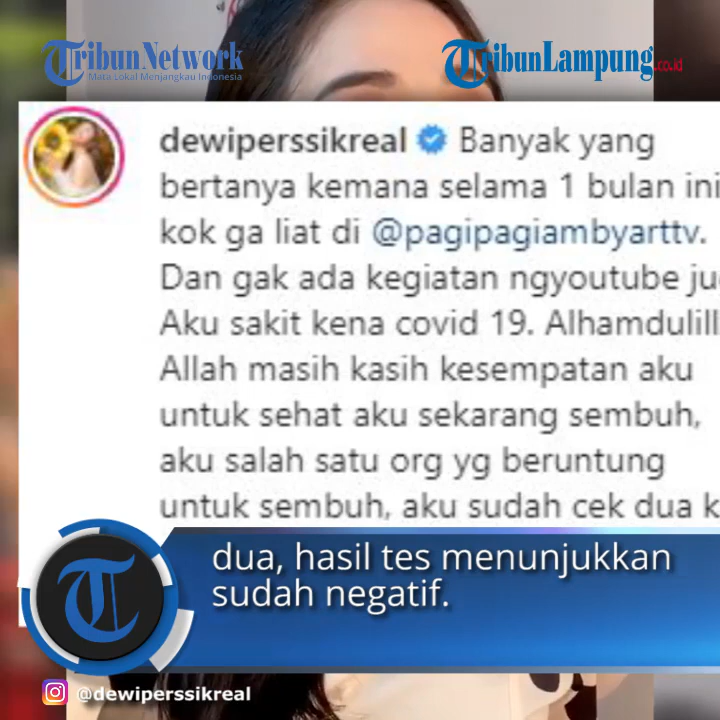 Tribun Network
Mata Lokal Menjangkau Indonesia
TribunLampung.co.id
dewiperssikreal Banyak yang
bertanya kemana selama 1 bulan ini
kok ga liat di @pagipagiambyarttv.
Dan gak ada kegiatan ngyoutube
Aku sakit kena covid 19.
Allah masih kasih kesempatan aku
untuk sehat aku sekarang sembuh,
aku salah satu org yg beruntung
untuk sembuh, aku sudah cek dua
dua, hasil tes menunjukkan
sudah negatif.
@dewiperssikreal